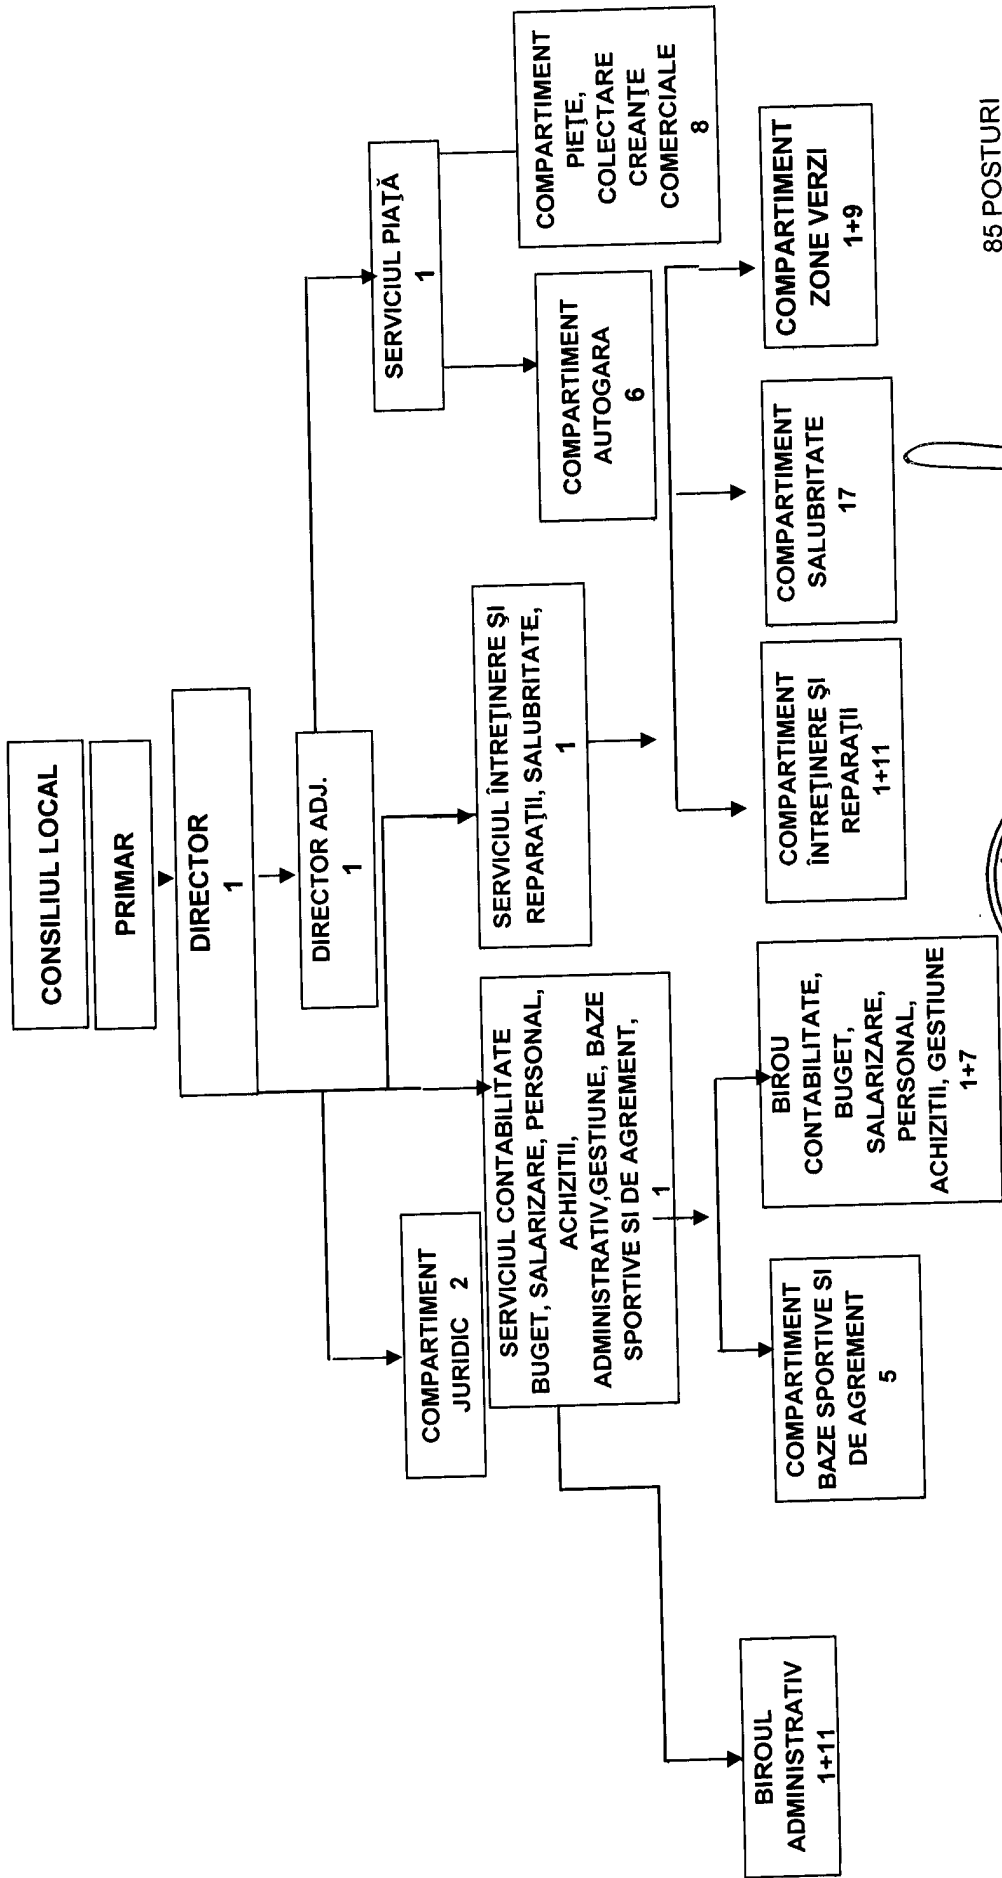 CONSILIUL LOCAL
PRIMAR
DIRECTOR
1
DIRECTOR ADJ.
1
COMPARTIMENT
JURIDIC 2
SERVICIUL PIAŢĂ
1
SERVICIUL CONTABILITATE
BUGET, SALARIZARE, PERSONAL,
ACHIZITII,
ADMINISTRATIV,GESTIUNE, BAZE
SPORTIVE SI DE AGREMENT,
1
SERVICIUL ÎNTREŢINERE ŞI
REPARAŢII, SALUBRITATE,
1
COMPARTIMENT
AUTOGARA
6
COMPARTIMENT
PIEŢE,
COLECTARE
CREANŢE
COMERCIALE
8
BIROUL
ADMINISTRATIV
1+11
COMPARTIMENT
BAZE SPORTIVE SI
DE AGREMENT
5
BIROU
CONTABILITATE,
BUGET,
SALARIZARE,
PERSONAL,
ACHIZITII, GESTIUNE
1+7
COMPARTIMENT
ÎNTREŢINERE ŞI
REPARAŢII
1+11
COMPARTIMENT
SALUBRITATE
17
COMPARTIMENT
ZONE VERZI
1+9
85 POSTURI